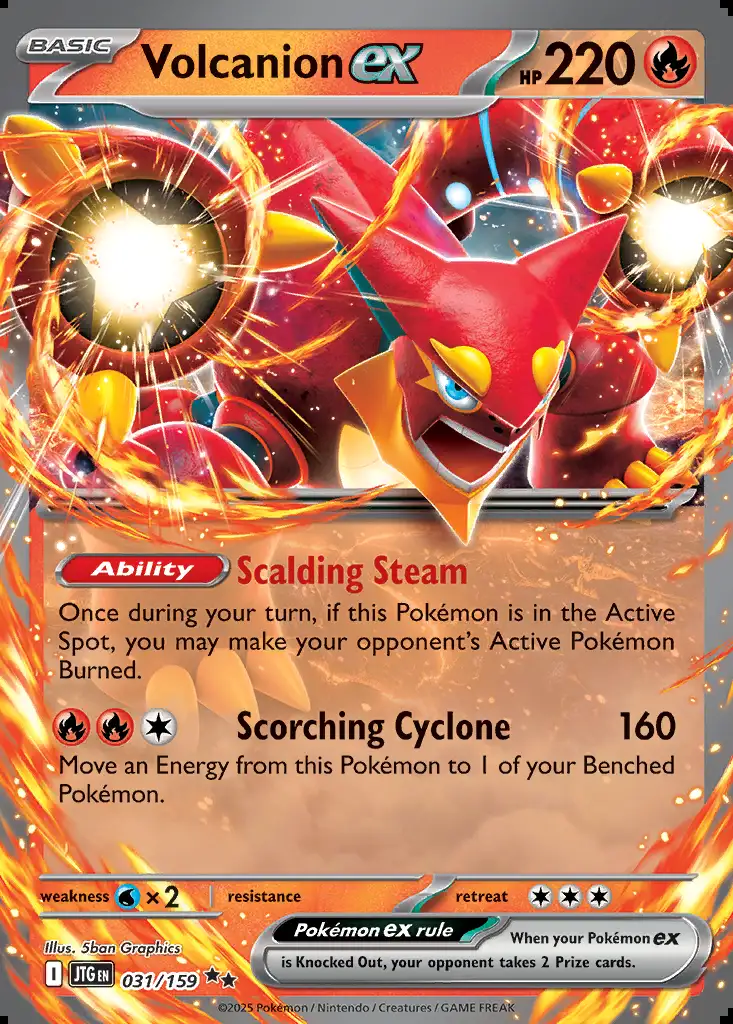 BASIC
Volcanion ex
HP 220
Ability Scalding Steam
Once during your turn, if this Pokémon is in the Active
Spot, you may make your opponent's Active Pokémon
Burned.
Scorching Cyclone 160
Move an Energy from this Pokémon to 1 of your Benched
Pokémon.
weakness ×2 resistance retreat
Illus. 5ban Graphics
Pokémon ex rule
When your Pokémon ex
is Knocked Out, your opponent takes 2 Prize cards.
I JTG EN 031/159 ★★
©2025 Pokémon / Nintendo / Creatures / GAME FREAK